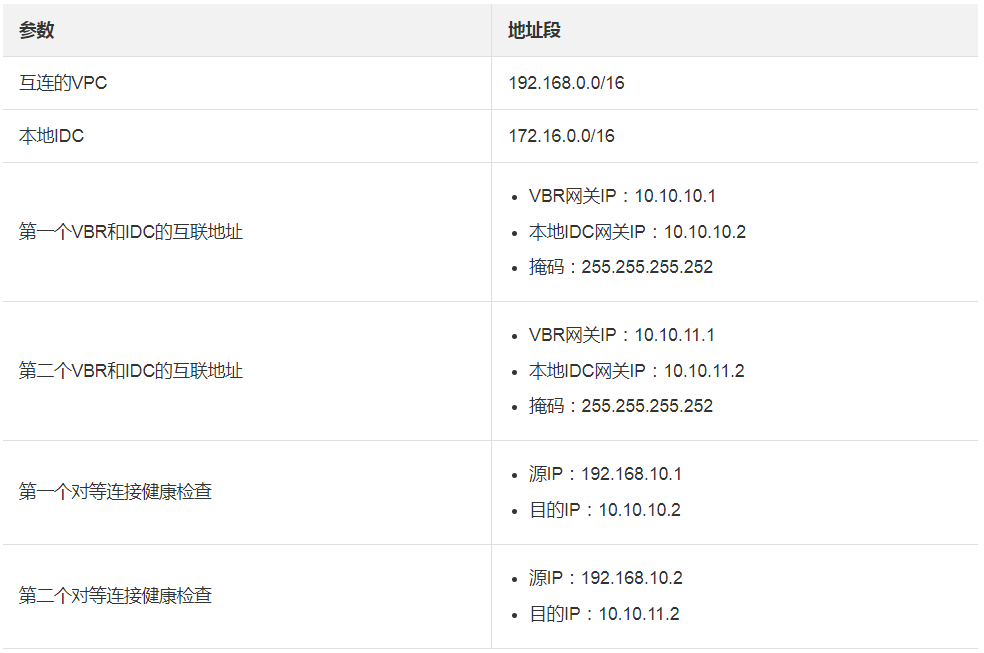 参数 地址段
互连的VPC 192.168.0.0/16
本地IDC 172.16.0.0/16
第一个VBR和IDC的互联地址
VBR网关IP：10.10.10.1
本地IDC网关IP：10.10.10.2
掩码：255.255.255.252
第二个VBR和IDC的互联地址
VBR网关IP：10.10.11.1
本地IDC网关IP：10.10.11.2
掩码：255.255.255.252
第一个对等连接健康检查
源IP：192.168.10.1
目的IP：10.10.10.2
第二个对等连接健康检查
源IP：192.168.10.2
目的IP：10.10.11.2